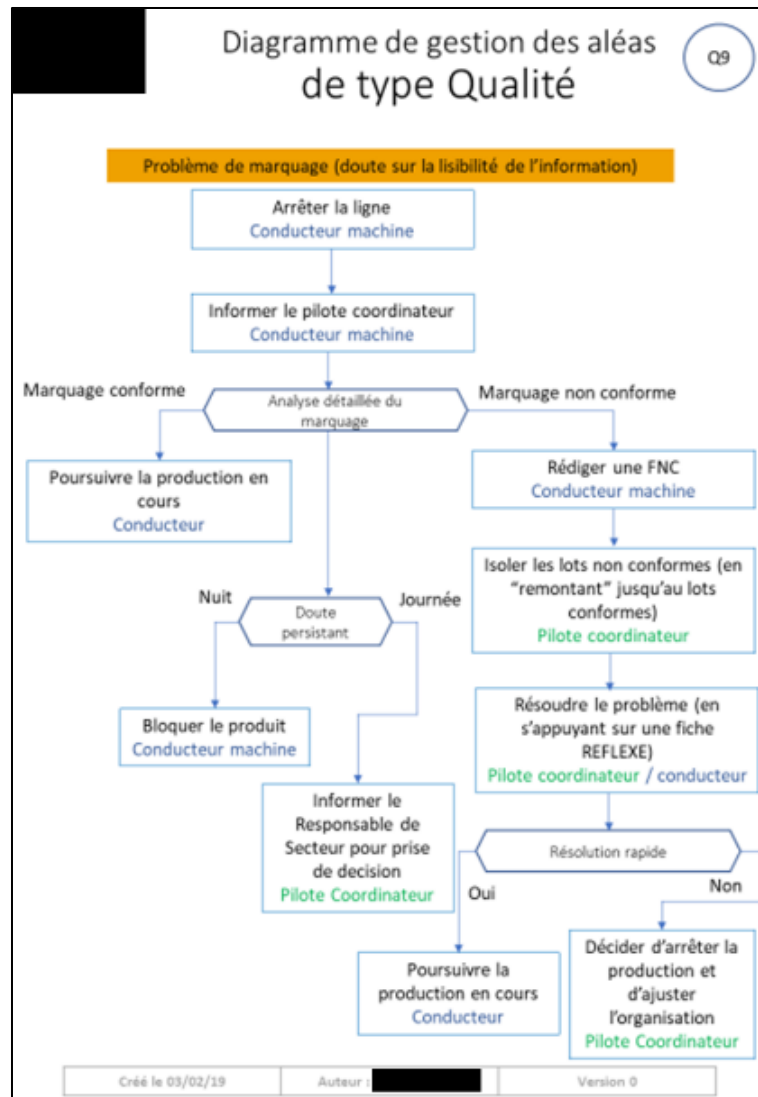 Diagramme de gestion des aléas
de type Qualité
Q9
Problème de marquage (doute sur la lisibilité de l'information)
Arrêter la ligne
Conducteur machine
Informer le pilote coordinateur
Conducteur machine
Marquage conforme
Analyse détaillée du
marquage
Marquage non conforme
Poursuivre la production en
cours
Conducteur
Rédiger une FNC
Conducteur machine
Isoler les lots non conformes (en
"remontant" jusqu'au lots
conformes)
Pilote coordinateur
Nuit
Doute
persistant
Journée
Bloquer le produit
Conducteur machine
Résoudre le problème (en
s'appuyant sur une fiche
REFLEXE)
Pilote coordinateur / conducteur
Informer le
Responsable de
Secteur pour prise
de decision
Pilote Coordinateur
Résolution rapide
Oui
Non
Poursuivre la
production en cours
Conducteur
Décider d'arrêter la
production et
d'ajuster
l'organisation
Pilote Coordinateur
Créé le 03/02/19
Auteur :
Version 0